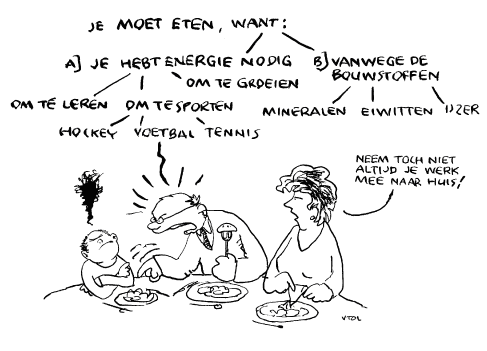 JE MOET ETEN, WANT:
A] JE HEBT ENERGIE NODIG
B] VANWEGE DE
BOUWSTOFFEN
OM TE GROEIEN
OM TE LEREN OM TE SPORTEN
MINERALEN EIWITTEN IJZER
HOCKEY VOETBAL TENNIS
NEEM TOCH NIET
ALTIJD JE WERK
MEE NAAR HUIS!
VTOL